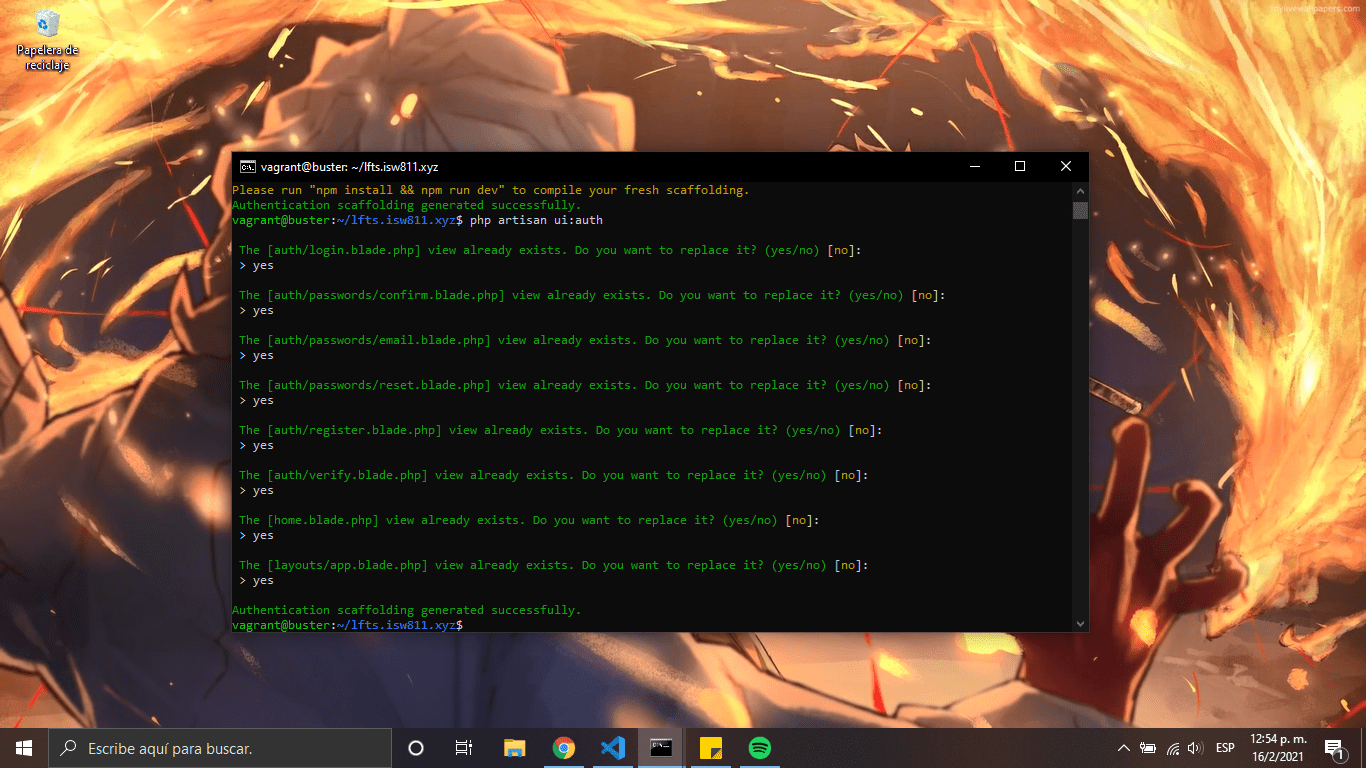 mylivewallpapers.com
Papelera de
reciclaje
vagrant@buster: ~/lfts.isw811.xyz
Please run "npm install && npm run dev" to compile your fresh scaffolding.
Authentication scaffolding generated successfully.
vagrant@buster:~/lfts.isw811.xyz$ php artisan ui:auth
The [auth/login.blade.php] view already exists. Do you want to replace it? (yes/no) [no]:
> yes
The [auth/passwords/confirm.blade.php] view already exists. Do you want to replace it? (yes/no) [no]:
> yes
The [auth/passwords/email.blade.php] view already exists. Do you want to replace it? (yes/no) [no]:
> yes
The [auth/passwords/reset.blade.php] view already exists. Do you want to replace it? (yes/no) [no]:
> yes
The [auth/register.blade.php] view already exists. Do you want to replace it? (yes/no) [no]:
> yes
The [auth/verify.blade.php] view already exists. Do you want to replace it? (yes/no) [no]:
> yes
The [home.blade.php] view already exists. Do you want to replace it? (yes/no) [no]:
> yes
The [layouts/app.blade.php] view already exists. Do you want to replace it? (yes/no) [no]:
> yes
Authentication scaffolding generated successfully.
vagrant@buster:~/lfts.isw811.xyz$
Escribe aquí para buscar.
ESP
12:54 p. m.
16/2/2021
1